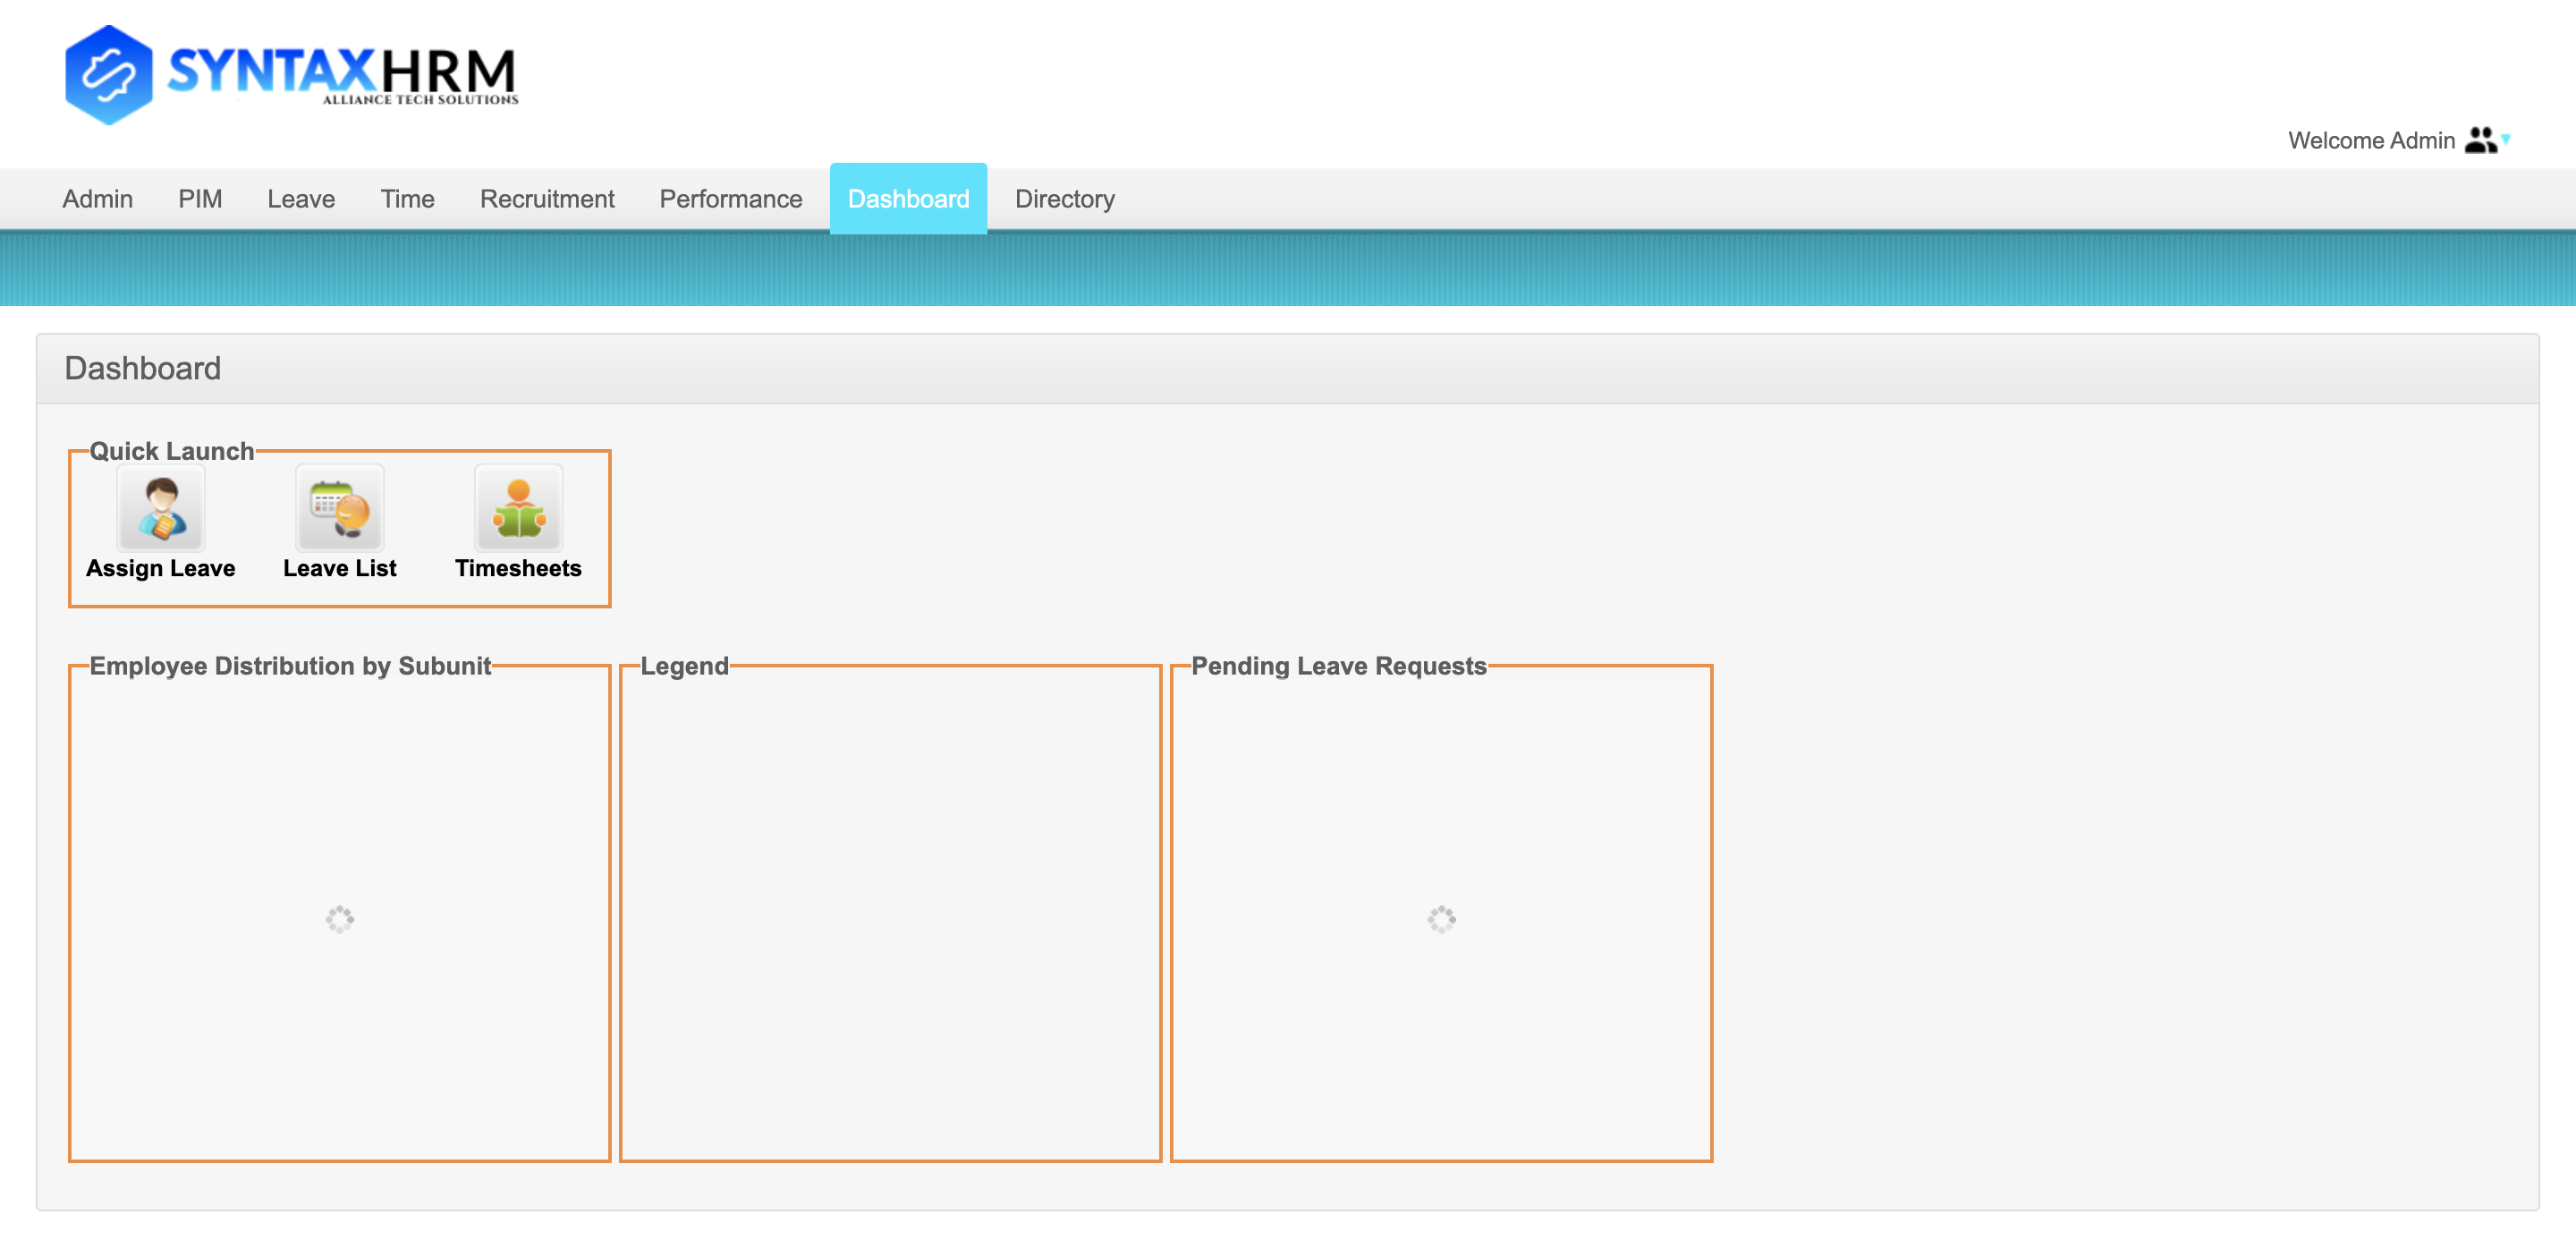 SYNTAXHRM
ALLIANCE TECH SOLUTIONS
Welcome Admin
Admin PIM Leave Time Recruitment Performance Dashboard Directory
Dashboard
Quick Launch
Assign Leave Leave List Timesheets
Employee Distribution by Subunit Legend Pending Leave Requests